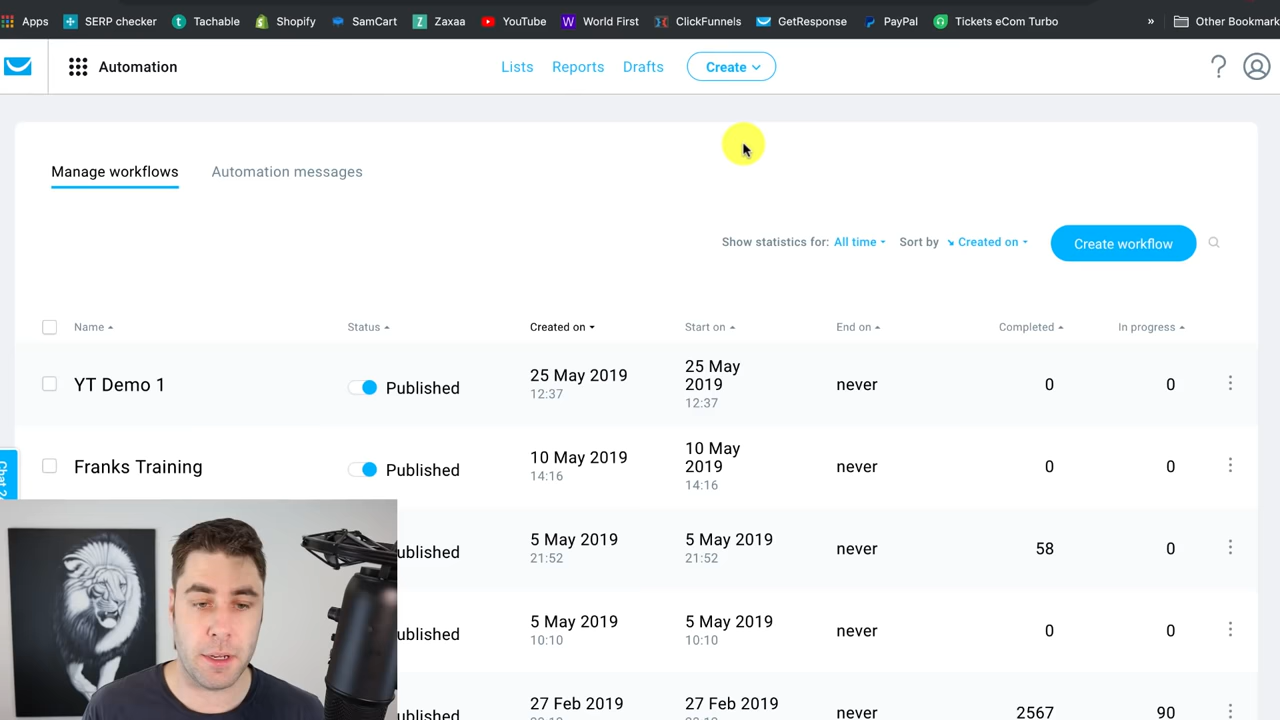 Apps SERP checker Tachable Shopify SamCart Zaxaa YouTube World First ClickFunnels GetResponse PayPal Tickets eCom Turbo » Other Bookmark
Automation Lists Reports Drafts Create ?
Manage workflows Automation messages
Show statistics for: All time Sort by Created on Create workflow
Name Status Created on Start on End on Completed In progress
YT Demo 1 Published 25 May 2019 12:37 25 May 2019 12:37 never 0 0
Franks Training Published 10 May 2019 14:16 10 May 2019 14:16 never 0 0
Chat 2
ublished 5 May 2019 21:52 5 May 2019 21:52 never 58 0
ublished 5 May 2019 10:10 5 May 2019 10:10 never 0 0
ublished 27 Feb 2019 27 Feb 2019 never 2567 90